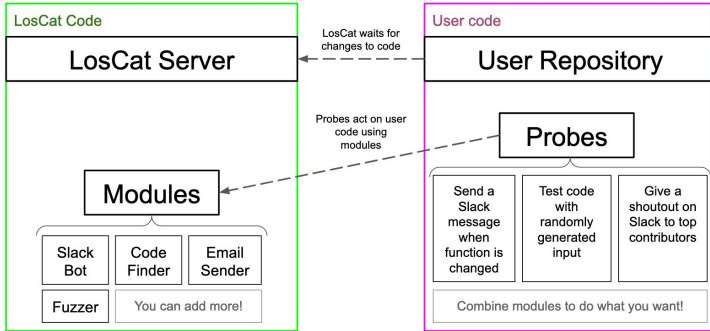 LosCat Code
LosCat Server
LosCat waits for
changes to code
User code
User Repository
Probes act on user
code using
modules
Modules
Slack
Bot
Code
Finder
Email
Sender
Fuzzer
You can add more!
Probes
Send a
Slack
message
when
function is
changed
Test code
with
randomly
generated
input
Give a
shoutout on
Slack to top
contributors
Combine modules to do what you want!